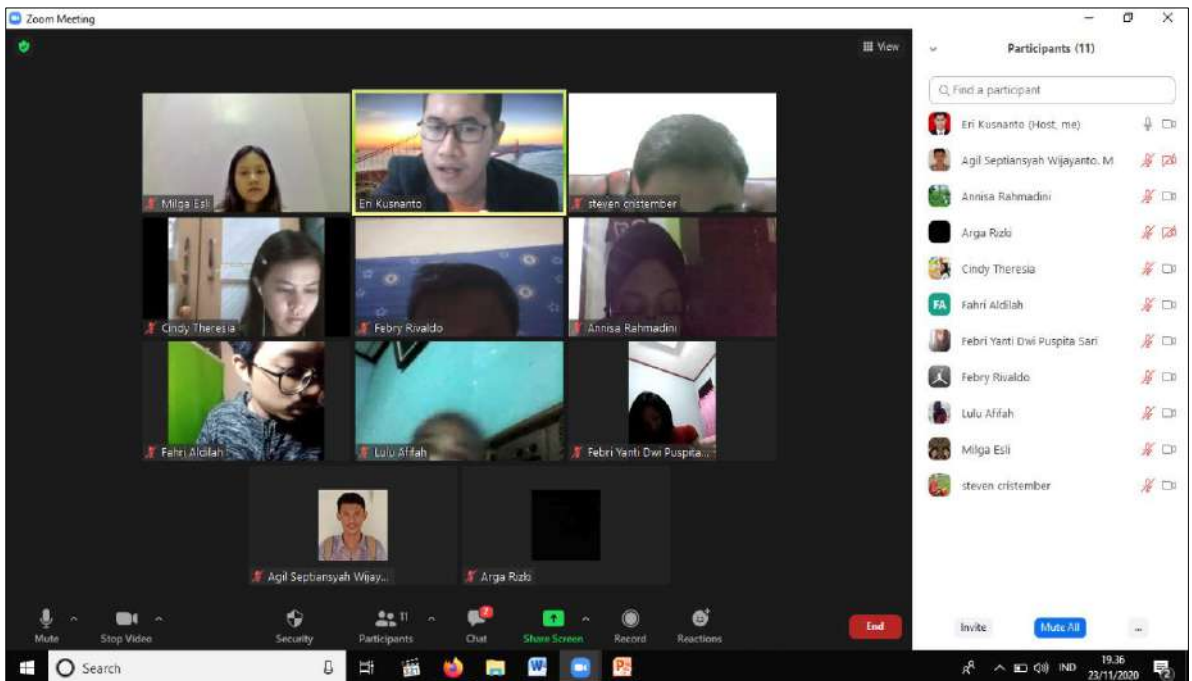 Zoom Meeting
View
Milga Esli
Eri Kusnanto
steven cristember
Cindy Theresia
Febry Rivaldo
Annisa Rahmadini
Fahri Aldilah
Lulu Afifah
Febri Yanti Dwi Puspita...
Agil Septiansyah Wijay...
Arga Rizki
Mute
Stop Video
Security
Participants
11
Chat
2
Share Screen
Record
Reactions
End
Participants (11)
Find a participant
Eri Kusnanto (Host, me)
Agil Septiansyah Wijayanto. M
Annisa Rahmadini
Arga Rizki
Cindy Theresia
FA
Fahri Aldilah
Febri Yanti Dwi Puspita Sari
Febry Rivaldo
Lulu Afifah
Milga Esli
steven cristember
Invite
Mute All
...
Search
IND
19.36
23/11/2020